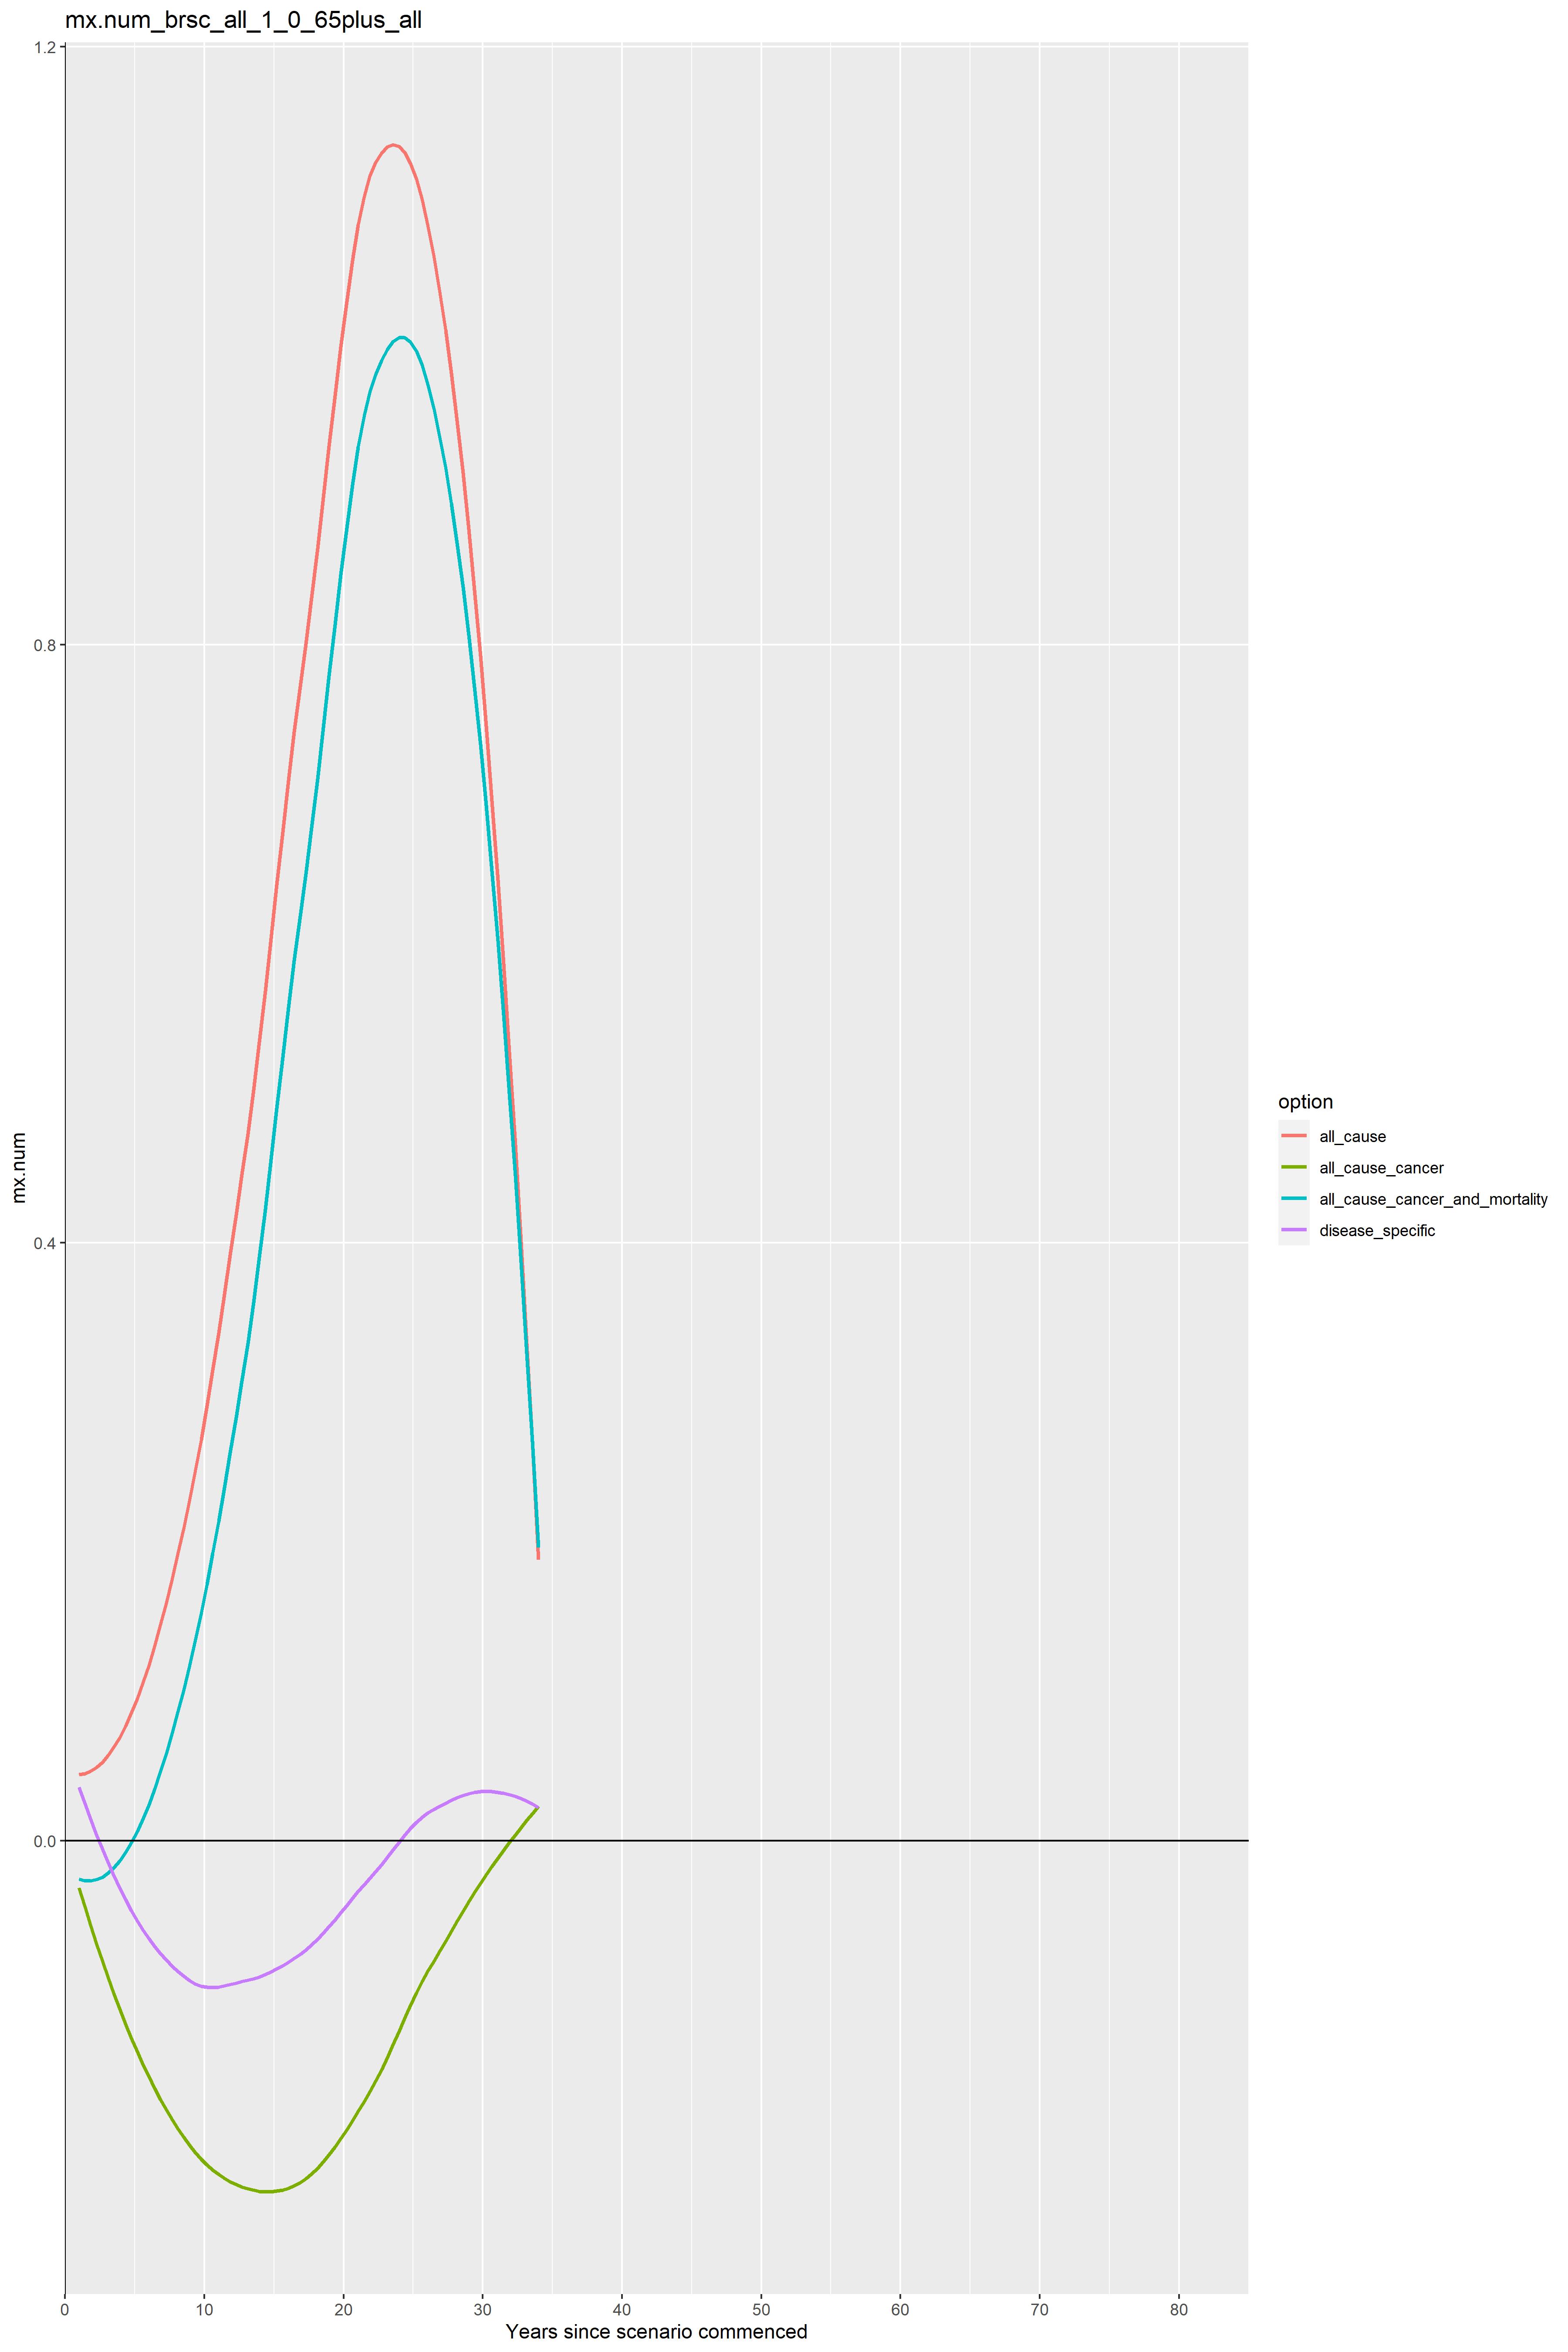 mx.num_brsc_all_1_0_65plus_all
1.2
0.8
0.4
0.0
mx.num
0 10 20 30 40 50 60 70 80
Years since scenario commenced
option
all_cause
all_cause_cancer
all_cause_cancer_and_mortality
disease_specific